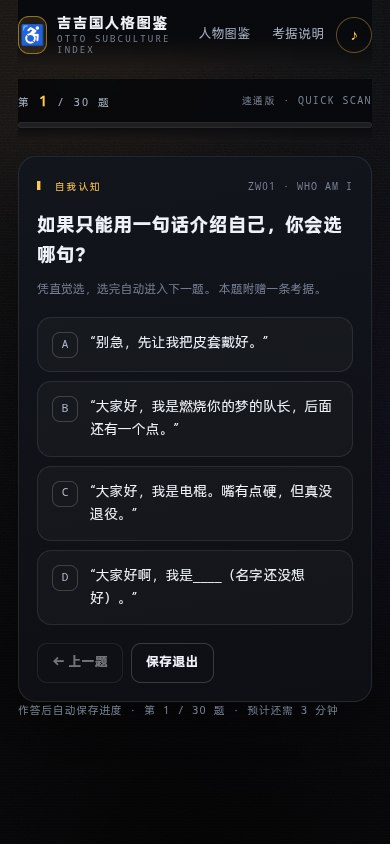 吉吉国人格图鉴
OTTO SUBCULTURE
INDEX
人物图鉴
考据说明
♪
第 1 / 30 题
速通版 · QUICK SCAN
自我认知
ZW01 · WHO AM I
如果只能用一句话介绍自己，你会选
哪句？
凭直觉选，选完自动进入下一题。本题附赠一条考据。
A
“别急，先让我把皮套戴好。”
B
“大家好，我是燃烧你的梦的队长，后面
还有一个点。”
C
“大家好，我是电棍。嘴有点硬，但真没
退役。”
D
“大家好啊，我是____（名字还没想
好）。”
← 上一题
保存退出
作答后自动保存进度 · 第 1 / 30 题 · 预计还需 3 分钟